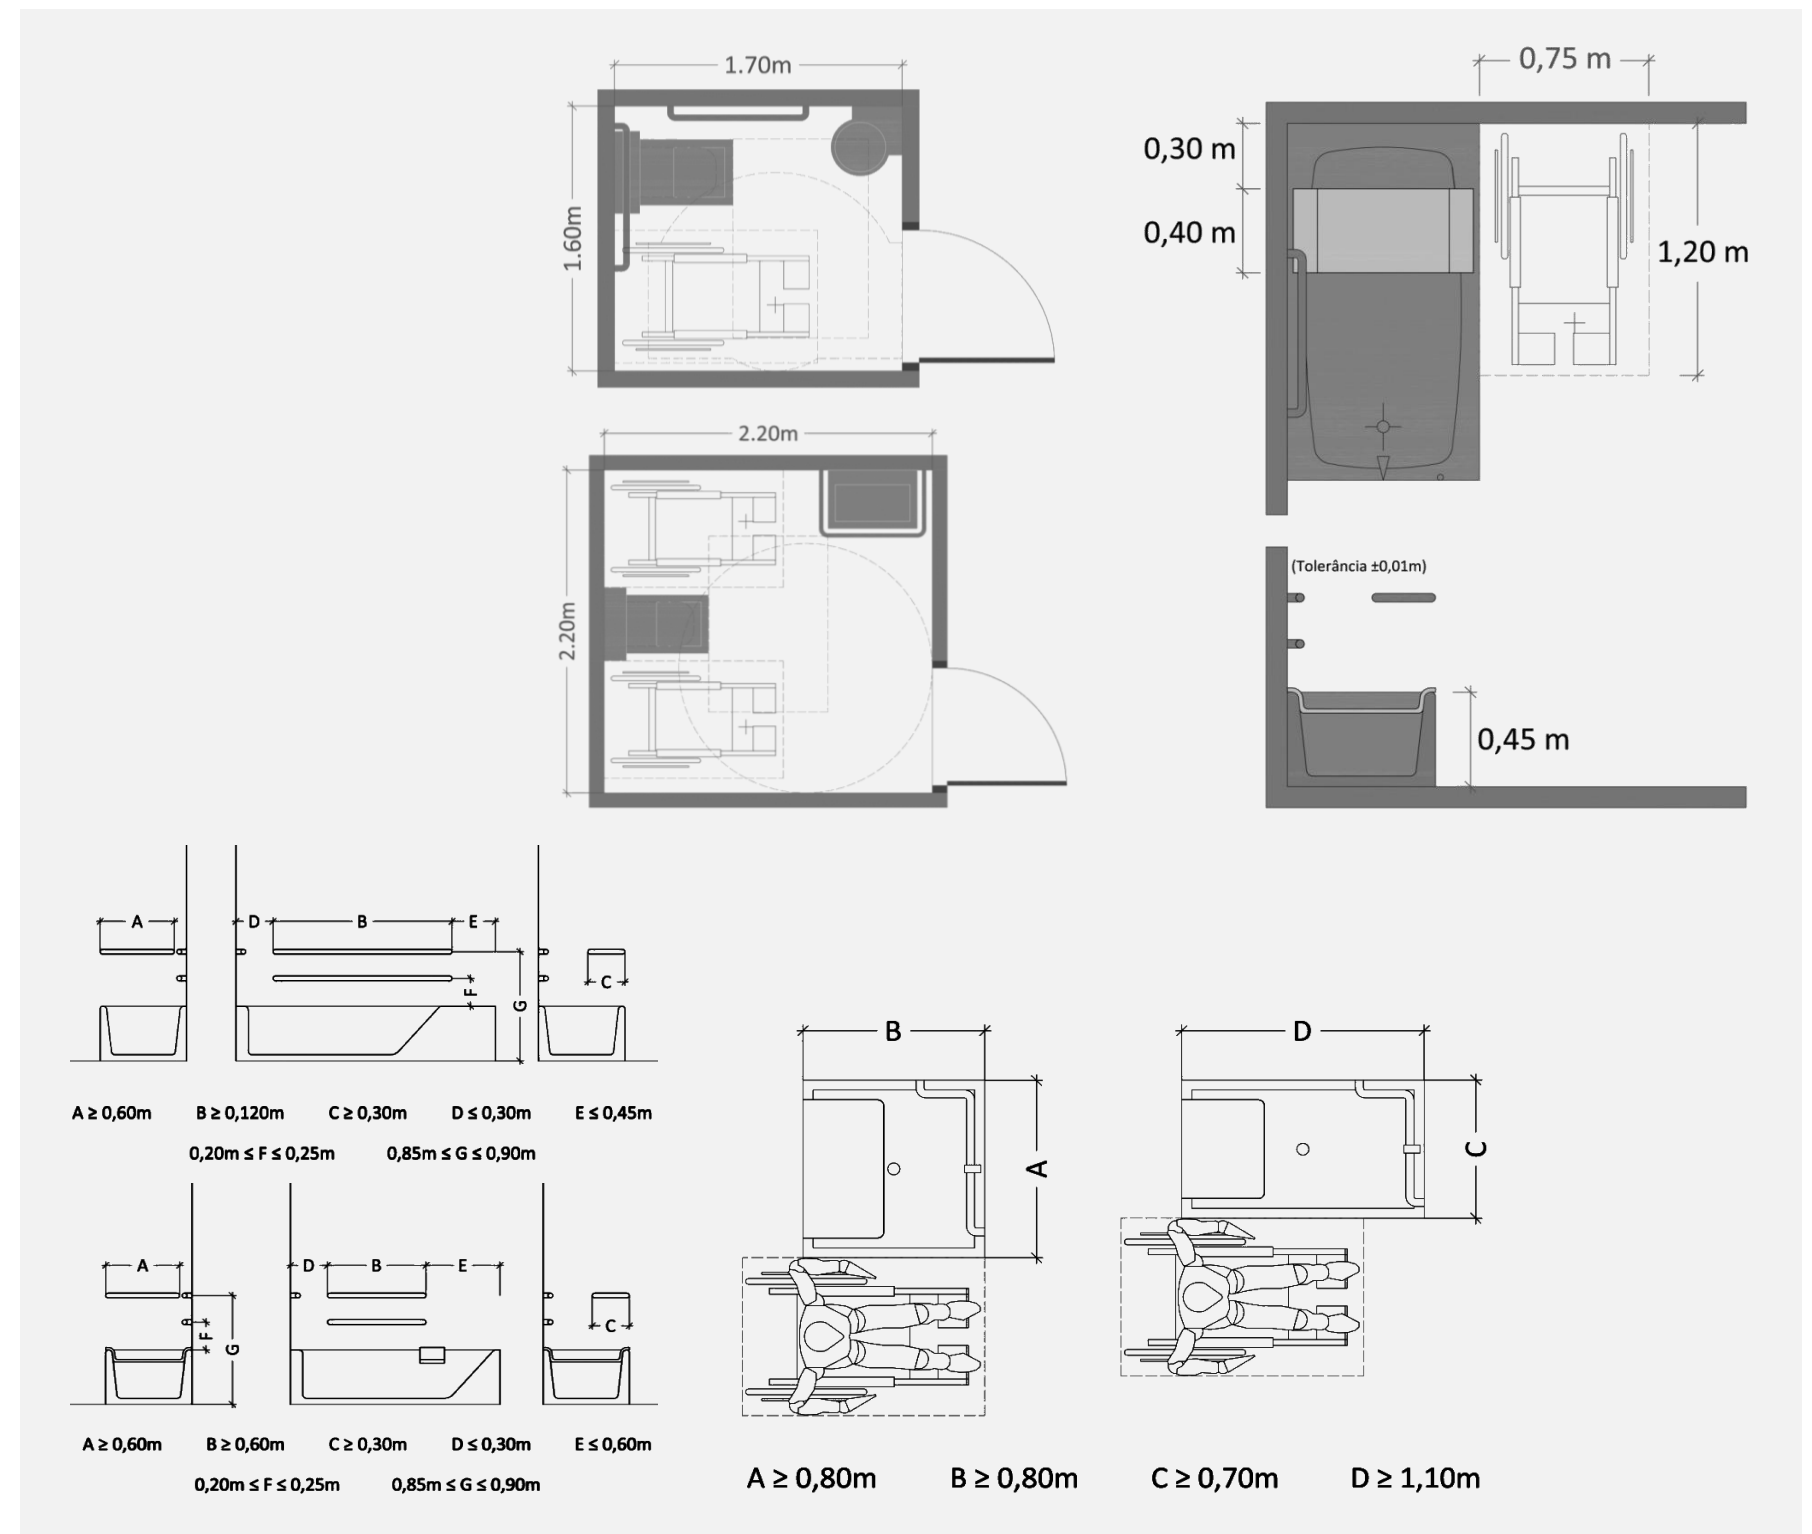 1.70m
1.60m
2.20m
2.20m
0,75 m
0,30 m
0,40 m
1,20 m
(Tolerância ±0,01m)
0,45 m
A D B E
C
F
G
A ≥ 0,60m B ≥ 0,120m C ≥ 0,30m D ≤ 0,30m E ≤ 0,45m
0,20m ≤ F ≤ 0,25m 0,85m ≤ G ≤ 0,90m
A D B E
C
F
G
A ≥ 0,60m B ≥ 0,60m C ≥ 0,30m D ≤ 0,30m E ≤ 0,60m
0,20m ≤ F ≤ 0,25m 0,85m ≤ G ≤ 0,90m
B
A
D
C
A ≥ 0,80m B ≥ 0,80m C ≥ 0,70m D ≥ 1,10m